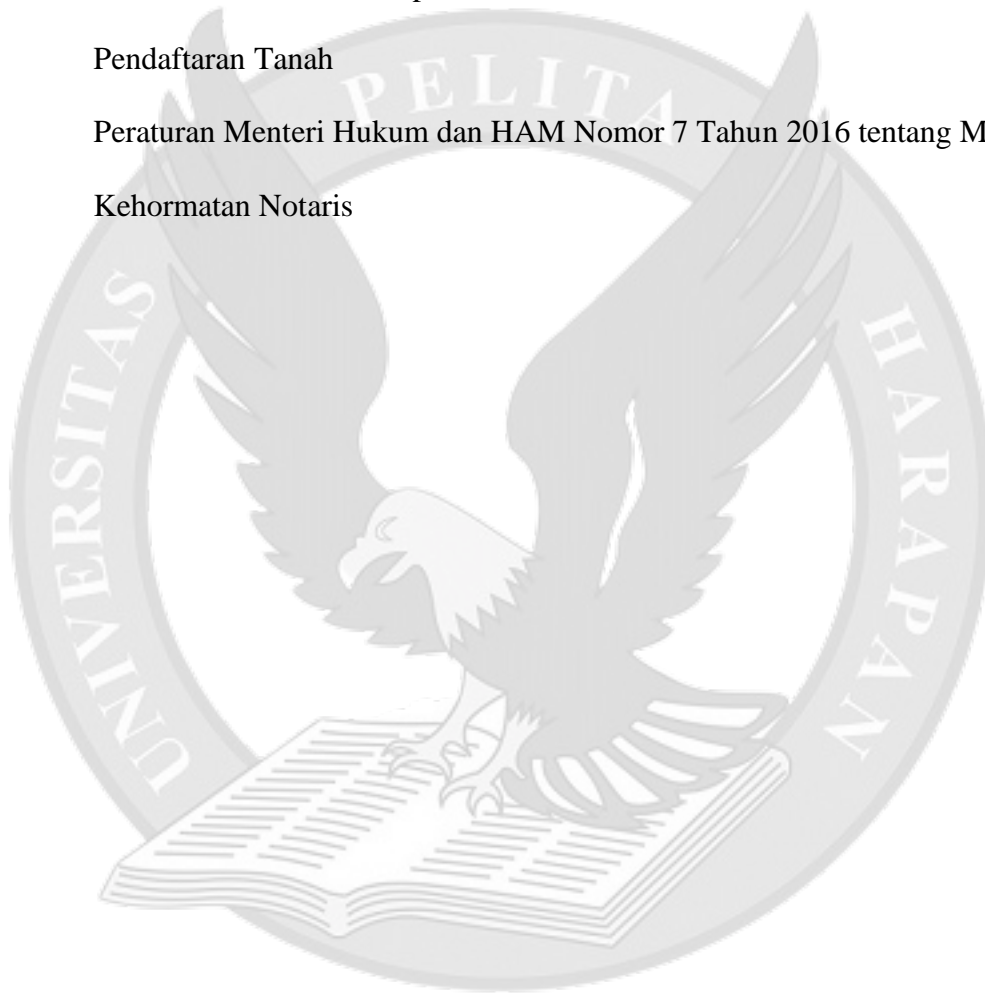 Pendaftaran Tanah
PELITA
Peraturan Menteri Hukum dan HAM Nomor 7 Tahun 2016 tentang M
Kehormatan Notaris
UNIVERSITAS
HARAPAN